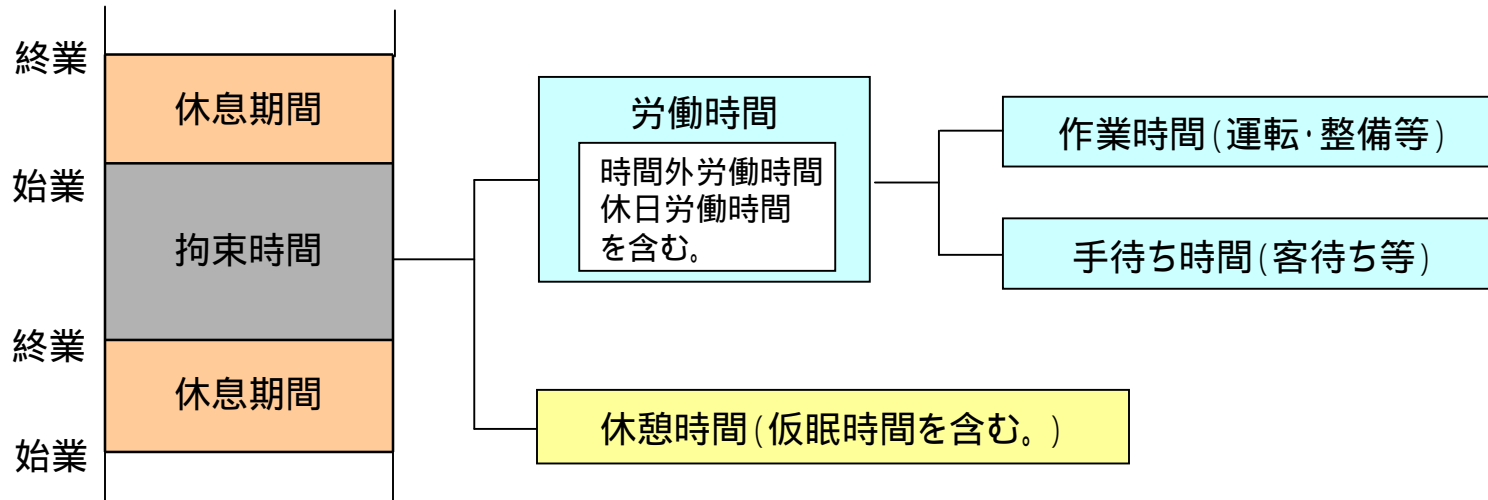 終業
休息期間
始業
拘束時間
終業
休息期間
始業
労働時間
時間外労働時間
休日労働時間
を含む。
作業時間(運転・整備等)
手待ち時間(客待ち等)
休憩時間(仮眠時間を含む。)